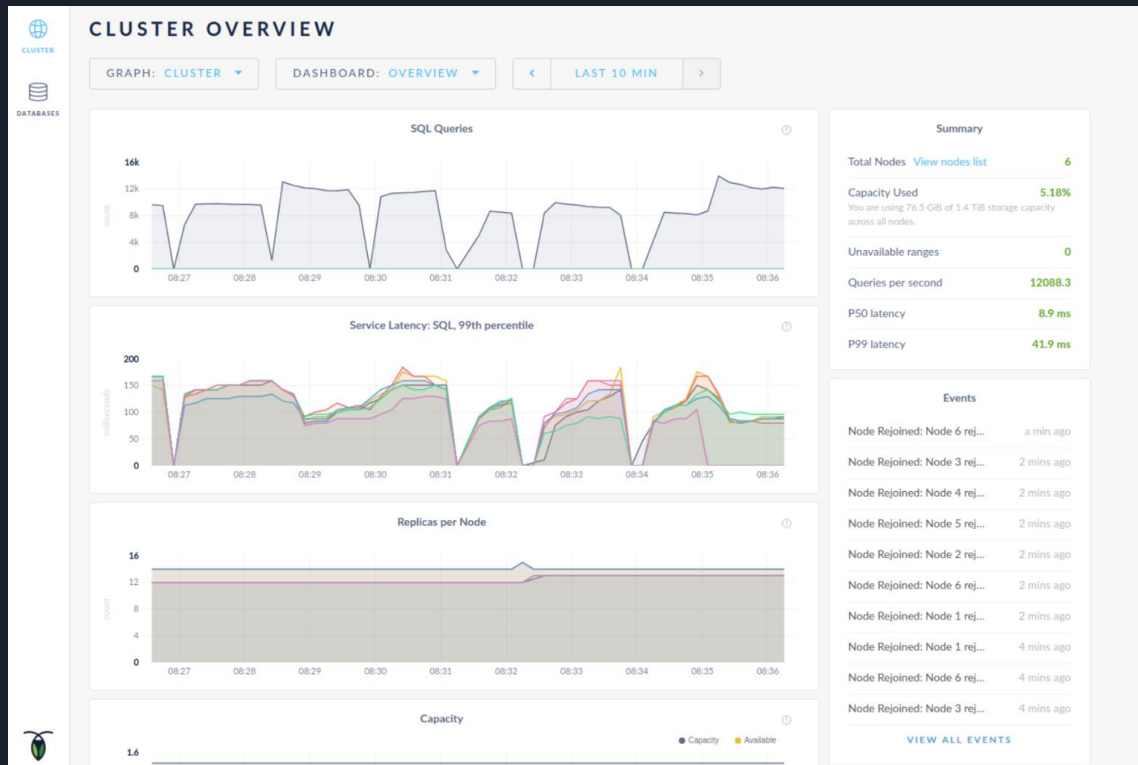 CLUSTER OVERVIEW
CLUSTER
DATABASES
GRAPH: CLUSTER
DASHBOARD: OVERVIEW
LAST 10 MIN
SQL Queries
16k
12k
8k
4k
0
count
08:27 08:28 08:29 08:30 08:31 08:32 08:33 08:34 08:35 08:36
Service Latency: SQL, 99th percentile
200
150
100
50
0
milliseconds
08:27 08:28 08:29 08:30 08:31 08:32 08:33 08:34 08:35 08:36
Replicas per Node
16
12
8
4
0
count
08:27 08:28 08:29 08:30 08:31 08:32 08:33 08:34 08:35 08:36
Capacity
Capacity Available
1.6
Summary
Total Nodes View nodes list 6
Capacity Used 5.18%
You are using 76.5 GiB of 1.4 TiB storage capacity
across all nodes.
Unavailable ranges 0
Queries per second 12088.3
P50 latency 8.9 ms
P99 latency 41.9 ms
Events
Node Rejoined: Node 6 rej... a min ago
Node Rejoined: Node 3 rej... 2 mins ago
Node Rejoined: Node 4 rej... 2 mins ago
Node Rejoined: Node 5 rej... 2 mins ago
Node Rejoined: Node 2 rej... 2 mins ago
Node Rejoined: Node 6 rej... 2 mins ago
Node Rejoined: Node 1 rej... 2 mins ago
Node Rejoined: Node 1 rej... 4 mins ago
Node Rejoined: Node 6 rej... 4 mins ago
Node Rejoined: Node 3 rej... 4 mins ago
VIEW ALL EVENTS